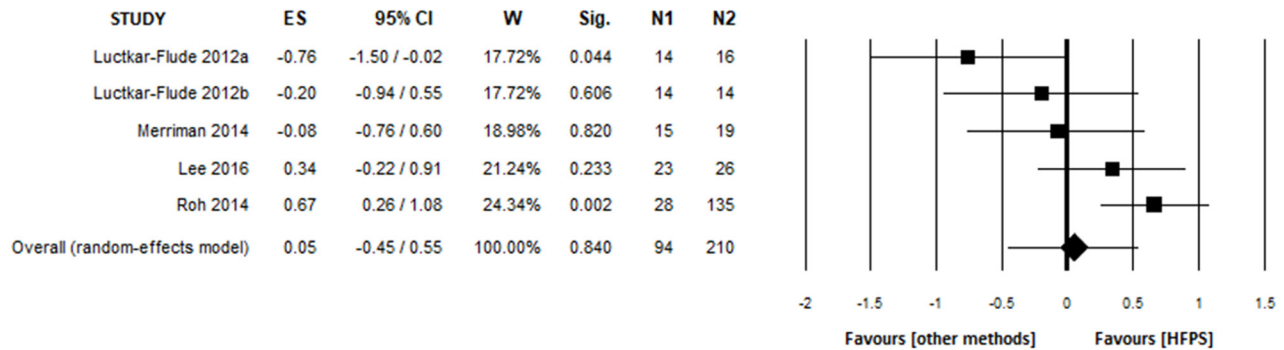 STUDY ES 95% CI W Sig. N1 N2
Luctkar-Flude 2012a -0.76 -1.50 / -0.02 17.72% 0.044 14 16
Luctkar-Flude 2012b -0.20 -0.94 / 0.55 17.72% 0.606 14 14
Merriman 2014 -0.08 -0.76 / 0.60 18.98% 0.820 15 19
Lee 2016 0.34 -0.22 / 0.91 21.24% 0.233 23 26
Roh 2014 0.67 0.26 / 1.08 24.34% 0.002 28 135
Overall (random-effects model) 0.05 -0.45 / 0.55 100.00% 0.840 94 210
-2 -1.5 -1 -0.5 0 0.5 1 1.5
Favours [other methods] Favours [HFPS]